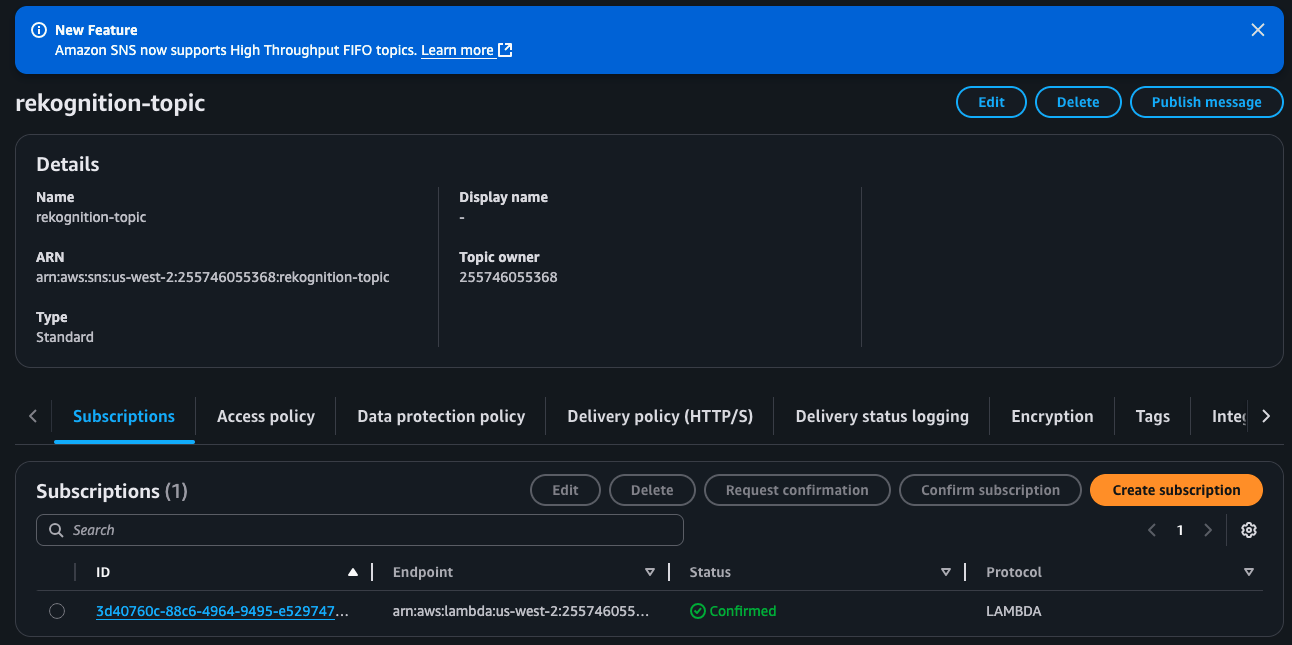 New Feature
Amazon SNS now supports High Throughput FIFO topics. Learn more
rekognition-topic
Edit Delete Publish message
Details
Name
rekognition-topic
Display name
-
ARN
arn:aws:sns:us-west-2:255746055368:rekognition-topic
Topic owner
255746055368
Type
Standard
Subscriptions Access policy Data protection policy Delivery policy (HTTP/S) Delivery status logging Encryption Tags
Subscriptions (1)
Edit Delete Request confirmation Confirm subscription Create subscription
Search
1
ID Endpoint Status Protocol
3d40760c-88c6-4964-9495-e529747... arn:aws:lambda:us-west-2:255746055... Confirmed LAMBDA